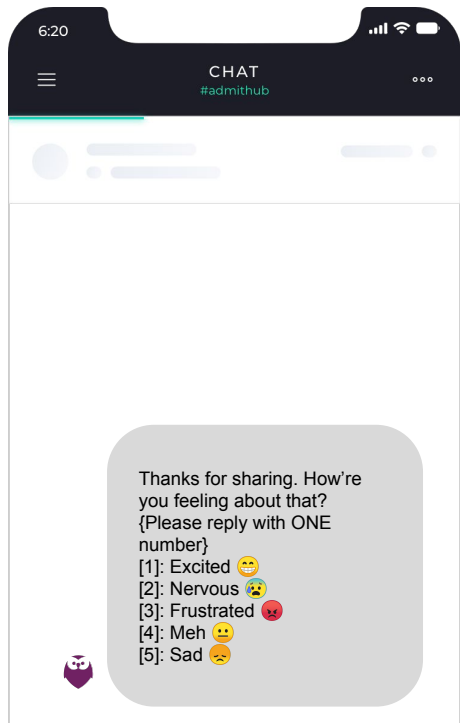 6:20
CHAT
#admithub
Thanks for sharing. How're
you feeling about that?
{Please reply with ONE
number}
[1]: Excited 😁
[2]: Nervous 😰
[3]: Frustrated 😡
[4]: Meh 😐
[5]: Sad 😞